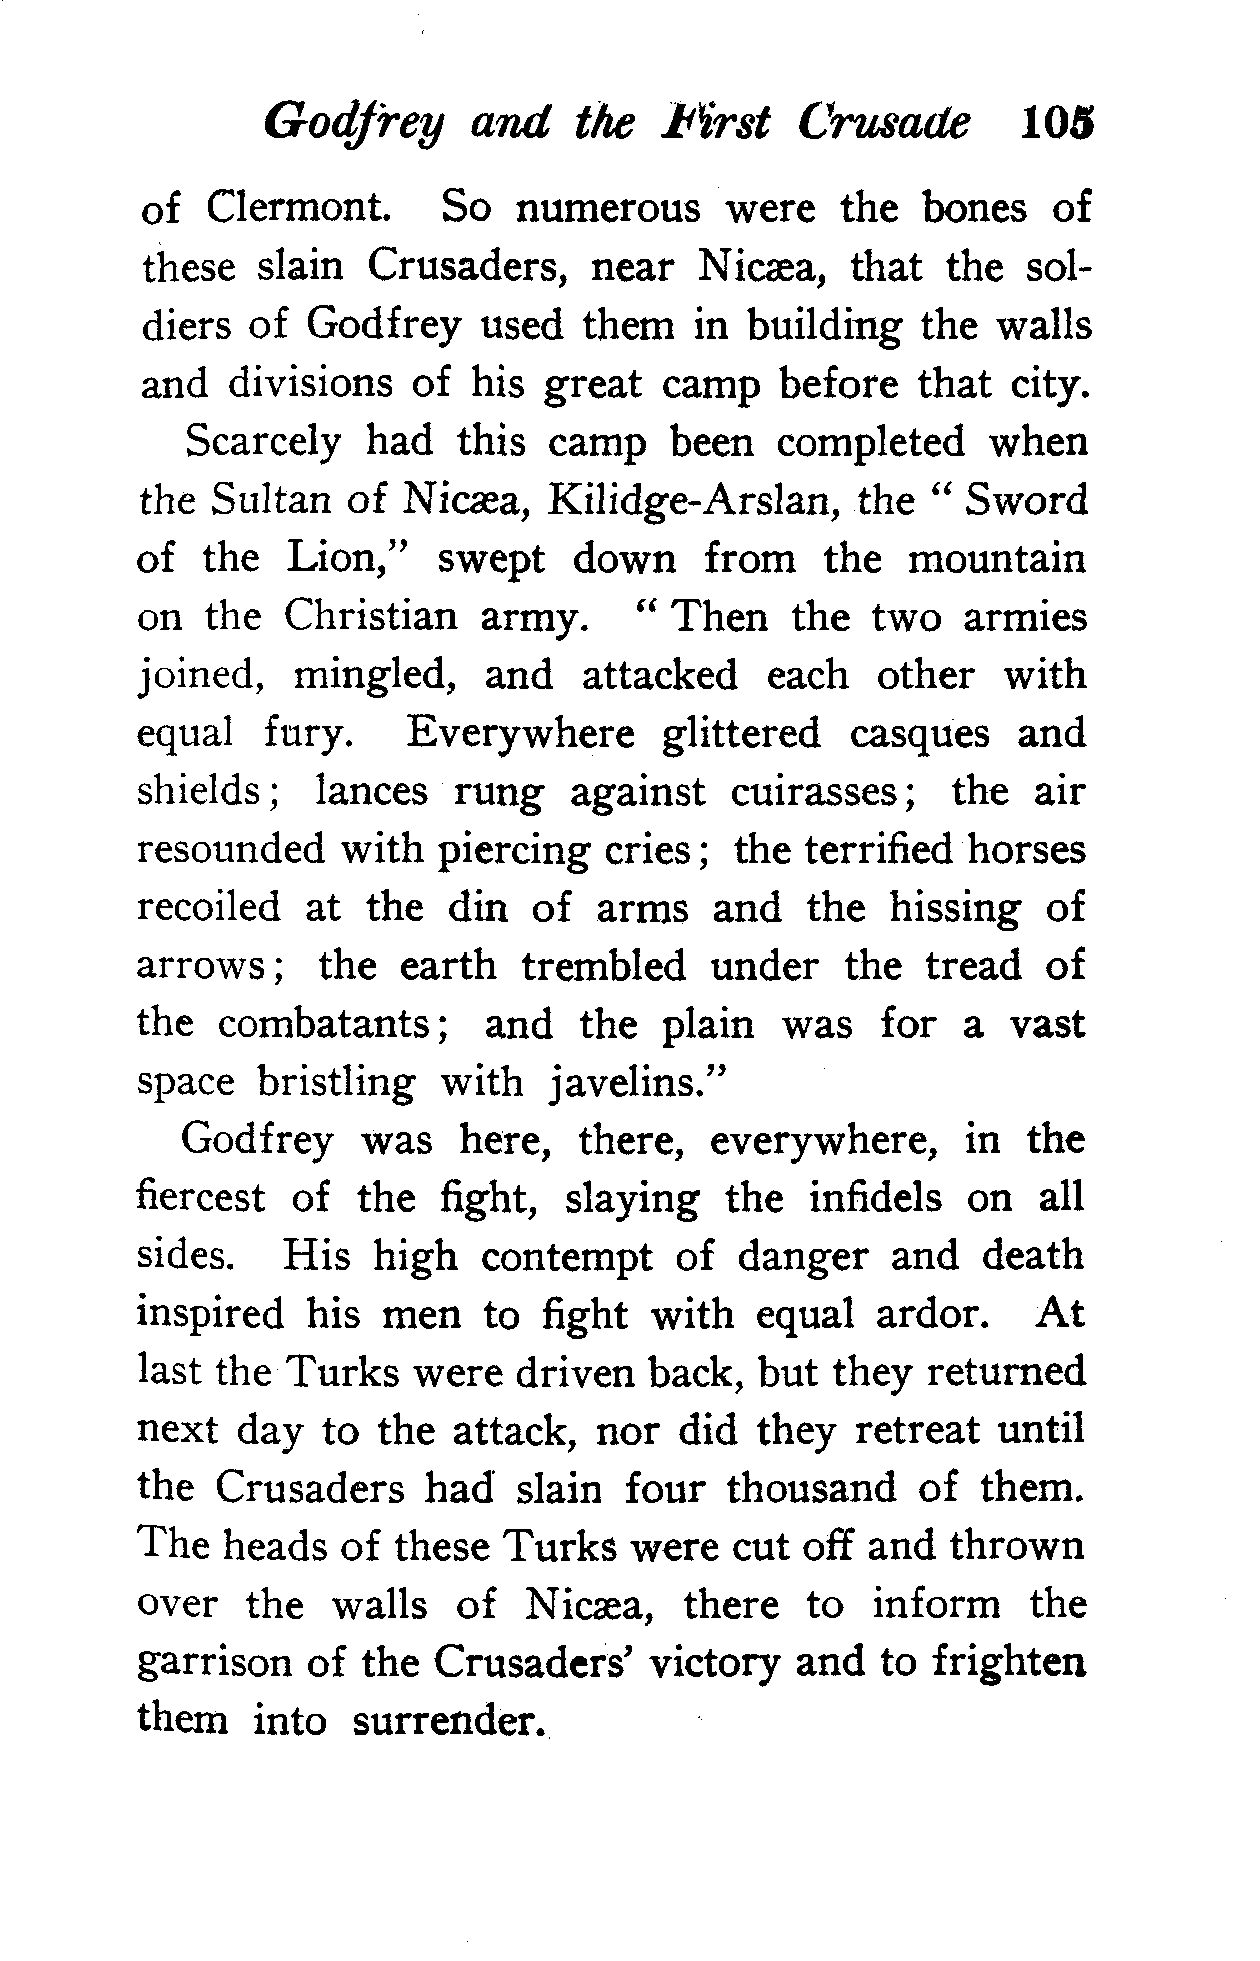 Godfrey and the First Crusade 105
of Clermont. So numerous were the bones of
these slain Crusaders, near Nicæa, that the sol-
diers of Godfrey used them in building the walls
and divisions of his great camp before that city.
Scarcely had this camp been completed when
the Sultan of Nicæa, Kilidge-Arslan, the “ Sword
of the Lion,” swept down from the mountain
on the Christian army. “ Then the two armies
joined, mingled, and attacked each other with
equal fury. Everywhere glittered casques and
shields ; lances rung against cuirasses ; the air
resounded with piercing cries ; the terrified horses
recoiled at the din of arms and the hissing of
arrows ; the earth trembled under the tread of
the combatants ; and the plain was for a vast
space bristling with javelins.”
Godfrey was here, there, everywhere, in the
fiercest of the fight, slaying the infidels on all
sides. His high contempt of danger and death
inspired his men to fight with equal ardor. At
last the Turks were driven back, but they returned
next day to the attack, nor did they retreat until
the Crusaders had slain four thousand of them.
The heads of these Turks were cut off and thrown
over the walls of Nicæa, there to inform the
garrison of the Crusaders’ victory and to frighten
them into surrender.